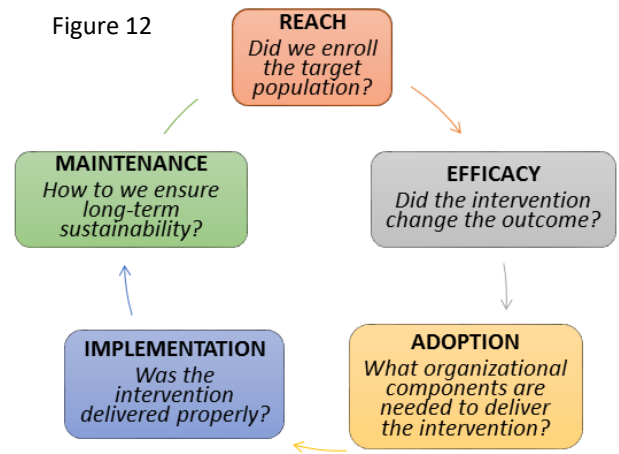 Figure 12
REACH
Did we enroll
the target
population?
EFFICACY
Did the intervention
change the outcome?
ADOPTION
What organizational
components are
needed to deliver
the intervention?
IMPLEMENTATION
Was the
intervention
delivered properly?
MAINTENANCE
How to we ensure
long-term
sustainability?